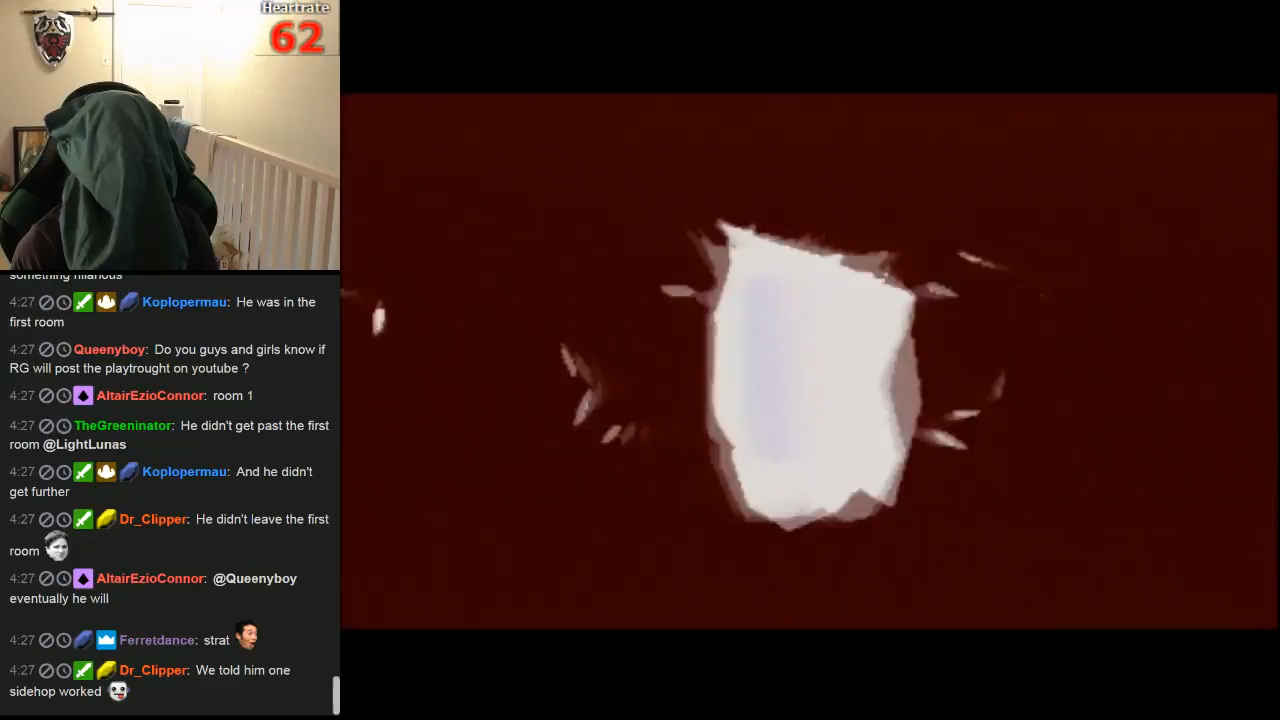 Heartrate
62
something hilarious
4:27 Koplopermau: He was in the
first room
4:27 Queenyboy: Do you guys and girls know if
RG will post the playtrought on youtube ?
4:27 AltairEzioConnor: room 1
4:27 TheGreeninator: He didn't get past the first
room @LightLunas
4:27 Koplopermau: And he didn't
get further
4:27 Dr_Clipper: He didn't leave the first
room
4:27 AltairEzioConnor: @Queenyboy
eventually he will
4:27 Ferretdance: strat
4:27 Dr_Clipper: We told him one
sidehop worked